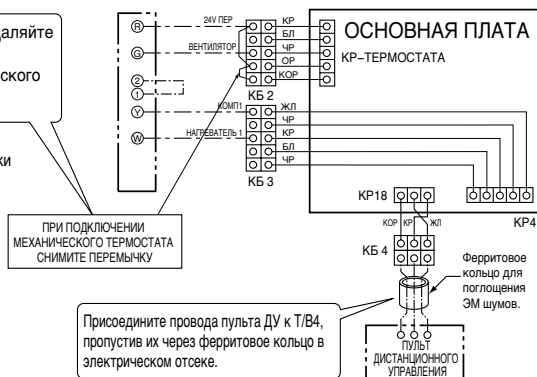 даляйте
ского
ки
R
G
2
1
Y
W
24V ПЕР
ВЕНТИЛЯТОР
КОМП1
НАГРЕВАТЕЛЬ 1
КР
БЛ
ЧР
ОР
КОР
КБ 2
ЖЛ
ЧР
КР
БЛ
ЧР
КБ 3
ОСНОВНАЯ ПЛАТА
КР-ТЕРМОСТАТА
КР18
КР4
КОР
КР
ЖЛ
КБ 4
ПРИ ПОДКЛЮЧЕНИИ
МЕХАНИЧЕСКОГО ТЕРМОСТАТА
СНИМИТЕ ПЕРЕМЫЧКУ
Ферритовое
кольцо для
поглощения
ЭМ шумов.
Присоедините провода пульта ДУ к Т/В4,
пропустив их через ферритовое кольцо в
электрическом отсеке.
ПУЛЬТ
ДИСТАНЦИОННОГО
УПРАВЛЕНИЯ